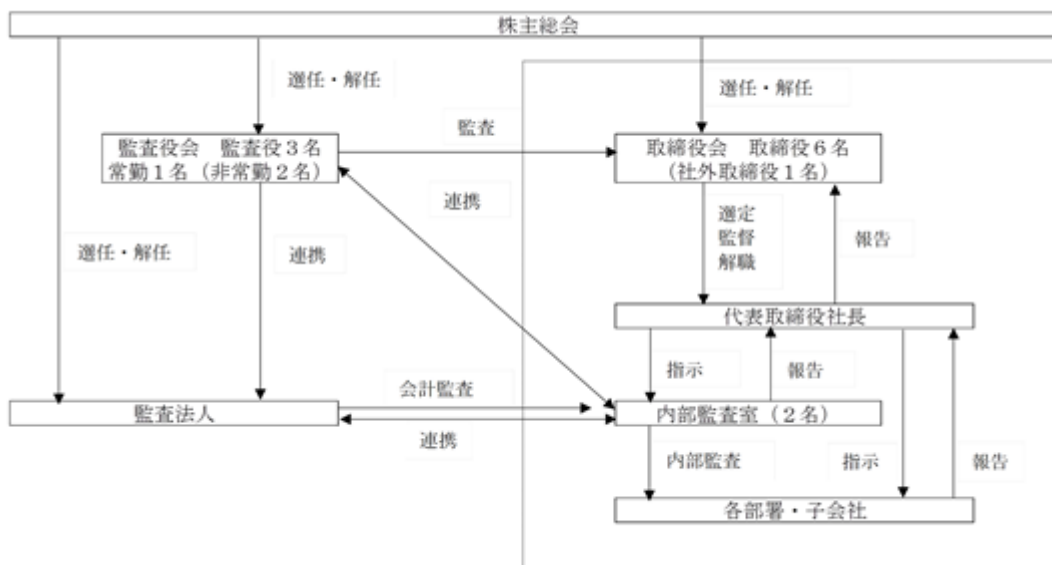 株主総会
選任・解任
選任・解任
監査
監査役会　監査役３名
常勤１名（非常勤２名）
取締役会　取締役６名
（社外取締役１名）
連携
選定
監督
解職
報告
選任・解任
連携
代表取締役社長
指示
報告
会計監査
監査法人
内部監査室（２名）
連携
内部監査
指示
報告
各部署・子会社